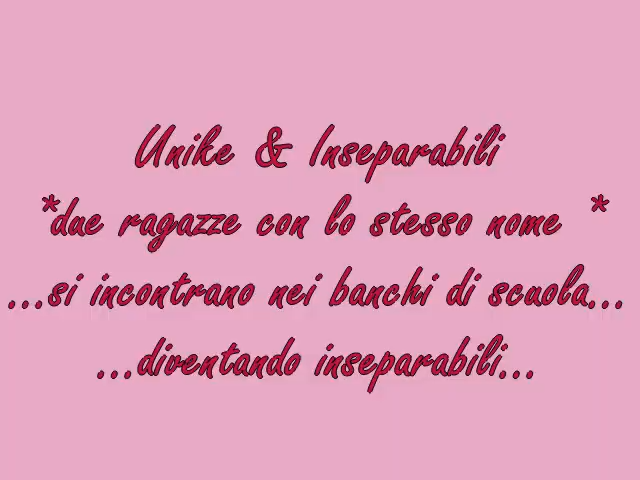 Unike & Inseparabili
*due ragazze con lo stesso nome *
...si incontrano nei banchi di scuola...
...diventando inseparabili...